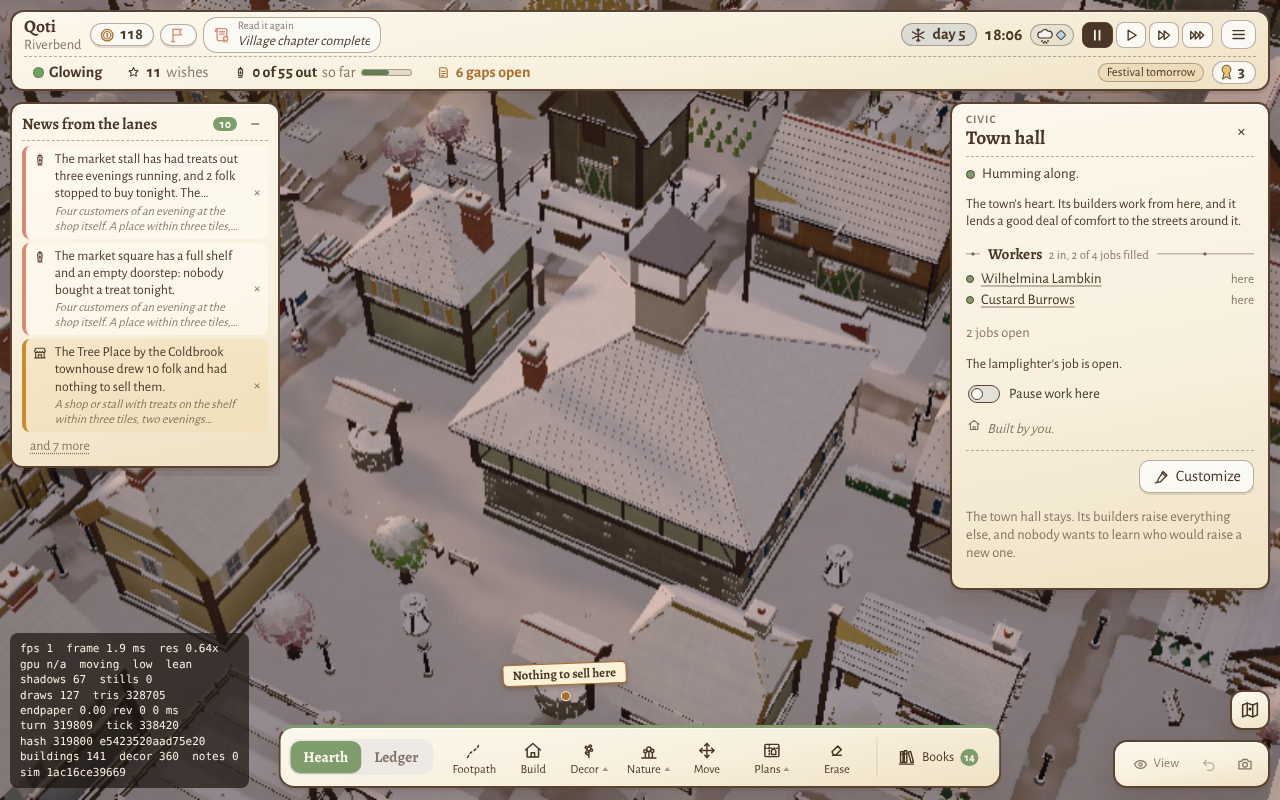 Qoti
Riverbend
118
Read it again
Village chapter complete
day 5
18:06
Glowing
11 wishes
0 of 55 out so far
6 gaps open
Festival tomorrow
3
News from the lanes
10
The market stall has had treats out
three evenings running, and 2 folk
stopped to buy tonight. The…
Four customers of an evening at the
shop itself. A place within three tiles,…
The market square has a full shelf
and an empty doorstep: nobody
bought a treat tonight.
Four customers of an evening at the
shop itself. A place within three tiles,…
The Tree Place by the Coldbrook
townhouse drew 10 folk and had
nothing to sell them.
A shop or stall with treats on the shelf
within three tiles, two evenings…
and 7 more
CIVIC
Town hall
Humming along.
The town's heart. Its builders work from here, and it
lends a good deal of comfort to the streets around it.
Workers 2 in, 2 of 4 jobs filled
Wilhelmina Lambkin here
Custard Burrows here
2 jobs open
The lamplighter's job is open.
Pause work here
Built by you.
Customize
The town hall stays. Its builders raise everything
else, and nobody wants to learn who would raise a
new one.
Nothing to sell here
fps 1 frame 1.9 ms res 0.64x
gpu n/a moving low lean
shadows 67 stills 0
draws 127 tris 328705
endpaper 0.00 rev 0 0 ms
turn 319809 tick 338420
hash 319800 e5423520aad75e20
buildings 141 decor 360 notes 0
sim 1ac16ce39669
Hearth
Ledger
Footpath
Build
Decor
Nature
Move
Plans
Erase
Books 14
View